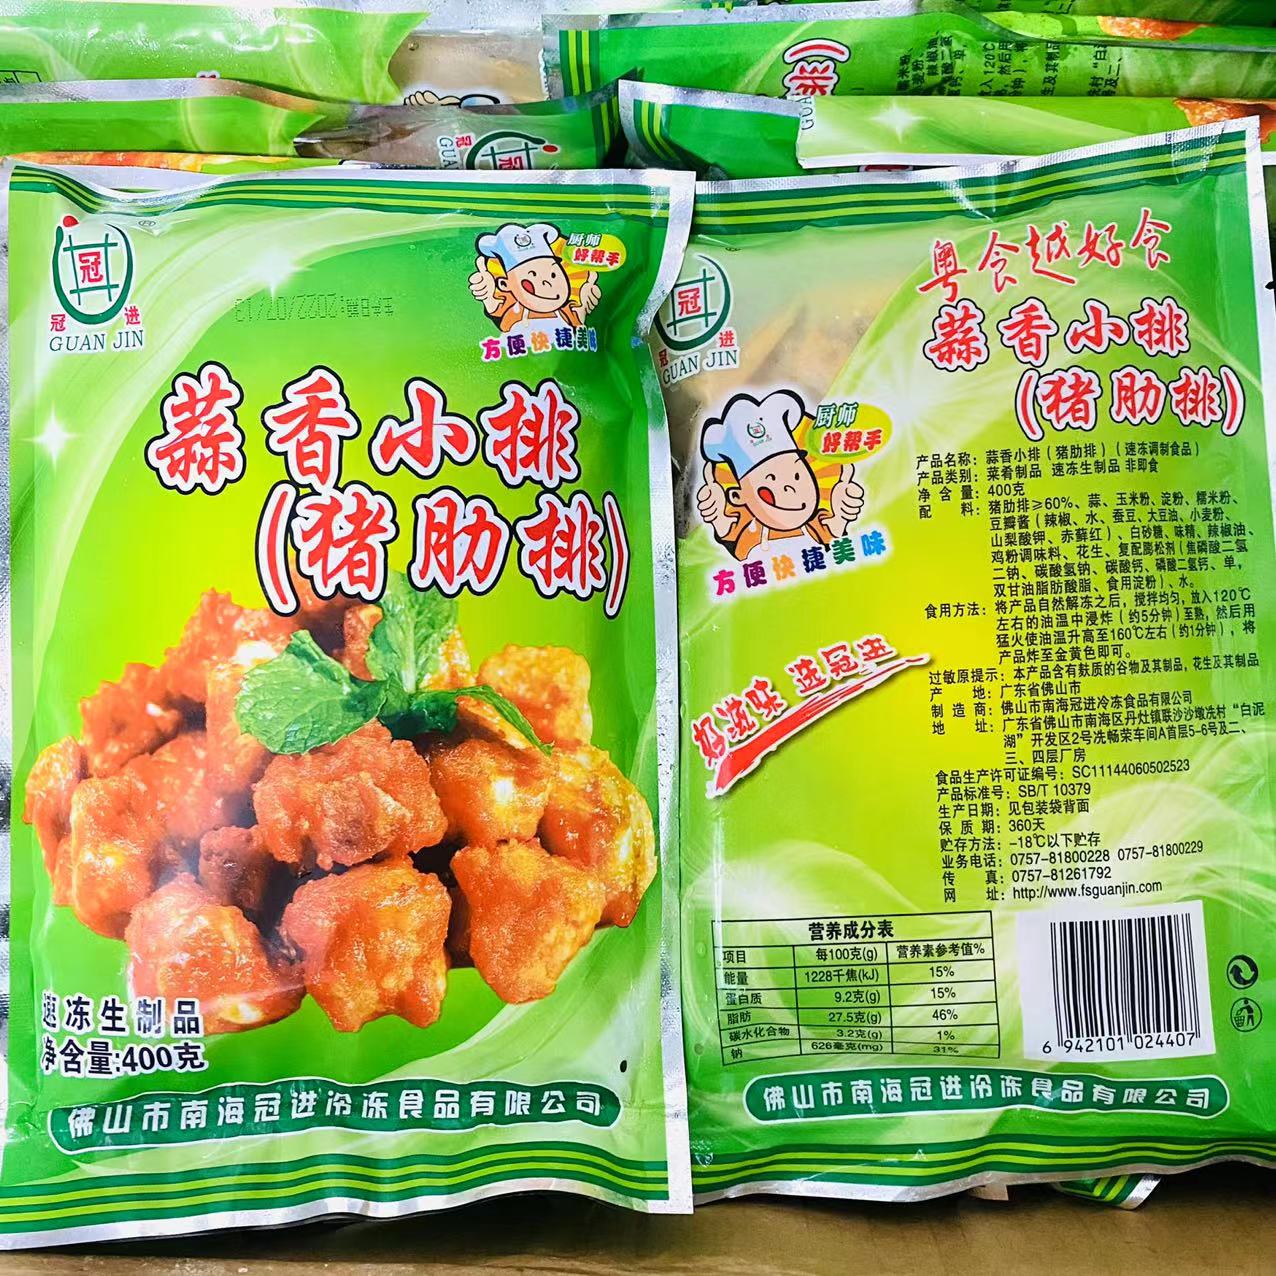 冠
冠 进
GUAN JIN
厨师
好帮手
方便快捷美味
生产日期:2022/07/13
蒜香小排
(猪肋排)
速冻生制品
净含量:400克
佛山市南海冠进冷冻食品有限公司
冠
冠 进
GUAN JIN
粤食越好食
蒜香小排
(猪肋排)
厨师
好帮手
方便快捷美味
好滋味 选冠进
产品名称: 蒜香小排(猪肋排)(速冻调制食品)
产品类别: 菜肴制品 速冻生制品 非即食
净含量: 400克
配料: 猪肋排≥60%、蒜、玉米粉、淀粉、糯米粉、
豆瓣酱(辣椒、水、蚕豆、大豆油、小麦粉、
山梨酸钾、赤藓红)、白砂糖、味精、辣椒油、
鸡粉调味料、花生、复配膨松剂(焦磷酸二氢
二钠、碳酸氢钠、碳酸钙、磷酸二氢钙、单,
双甘油脂肪酸脂、食用淀粉)、水。
食用方法: 将产品自然解冻之后，搅拌均匀，放入120℃
左右的油温中浸炸(约5分钟)至熟，然后用
猛火使油温升高至160℃左右(约1分钟)，将
产品炸至金黄色即可。
过敏原提示: 本产品含有麸质的谷物及其制品，花生及其制品
产地: 广东省佛山市
制造商: 佛山市南海冠进冷冻食品有限公司
地址: 广东省佛山市南海区丹灶镇联沙沙墩冼村“白泥
湖”开发区2号冼畅荣车间A首层5-6号及二、
三、四层厂房
食品生产许可证编号: SC11144060502523
产品标准号: SB/T 10379
生产日期: 见包装袋背面
保质期: 360天
贮存方法: -18℃以下贮存
业务电话: 0757-81800228 0757-81800229
传真: 0757-81261792
网址: http://www.fsguanjin.com
营养成分表
项目 每100克(g) 营养素参考值%
能量 1228千焦(kJ) 15%
蛋白质 9.2克(g) 15%
脂肪 27.5克(g) 46%
碳水化合物 3.2克(g) 1%
钠 626毫克(mg) 31%
6 942101 024407
佛山市南海冠进冷冻食品有限公司